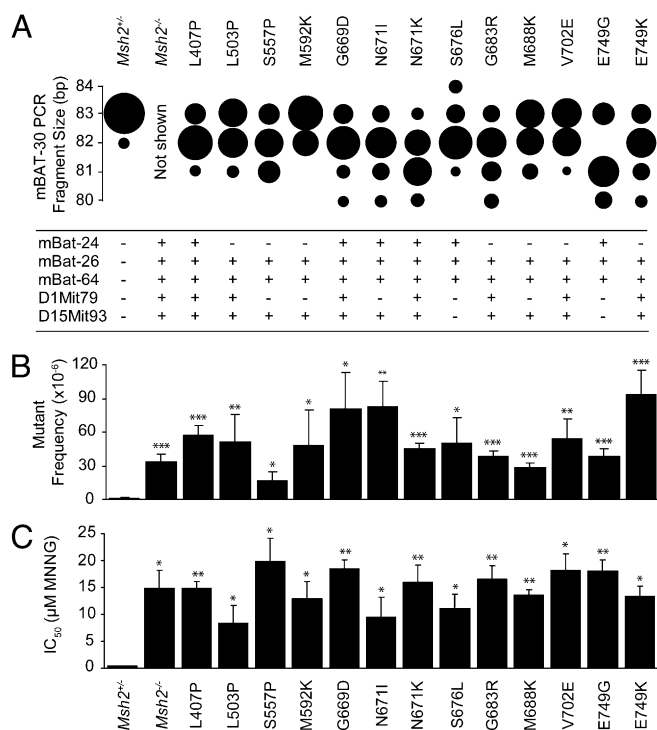 A
Msh2+/-
Msh2-/-
L407P
L503P
S557P
M592K
G669D
N671I
N671K
S676L
G683R
M688K
V702E
E749G
E749K
mBAT-30 PCR
Fragment Size (bp)
84
83
82
81
80
Not shown
mBat-24 - + + - - - + + + + - - - + -
mBat-26 - + + + + + + + + + + + + + +
mBat-64 - + + + + + + + + + + + + + +
D1Mit79 - + + + - - + - + - - - + - +
D15Mit93 - + + + + + + + + - + + + + +
B
Mutant
Frequency (x10-6)
120
90
60
30
0
*** *** ** * * * ** *** * *** *** ** *** ***
C
IC50 (µM MNNG)
25
20
15
10
5
0
* ** * * * ** * ** * ** ** * ** *
Msh2+/-
Msh2-/-
L407P
L503P
S557P
M592K
G669D
N671I
N671K
S676L
G683R
M688K
V702E
E749G
E749K